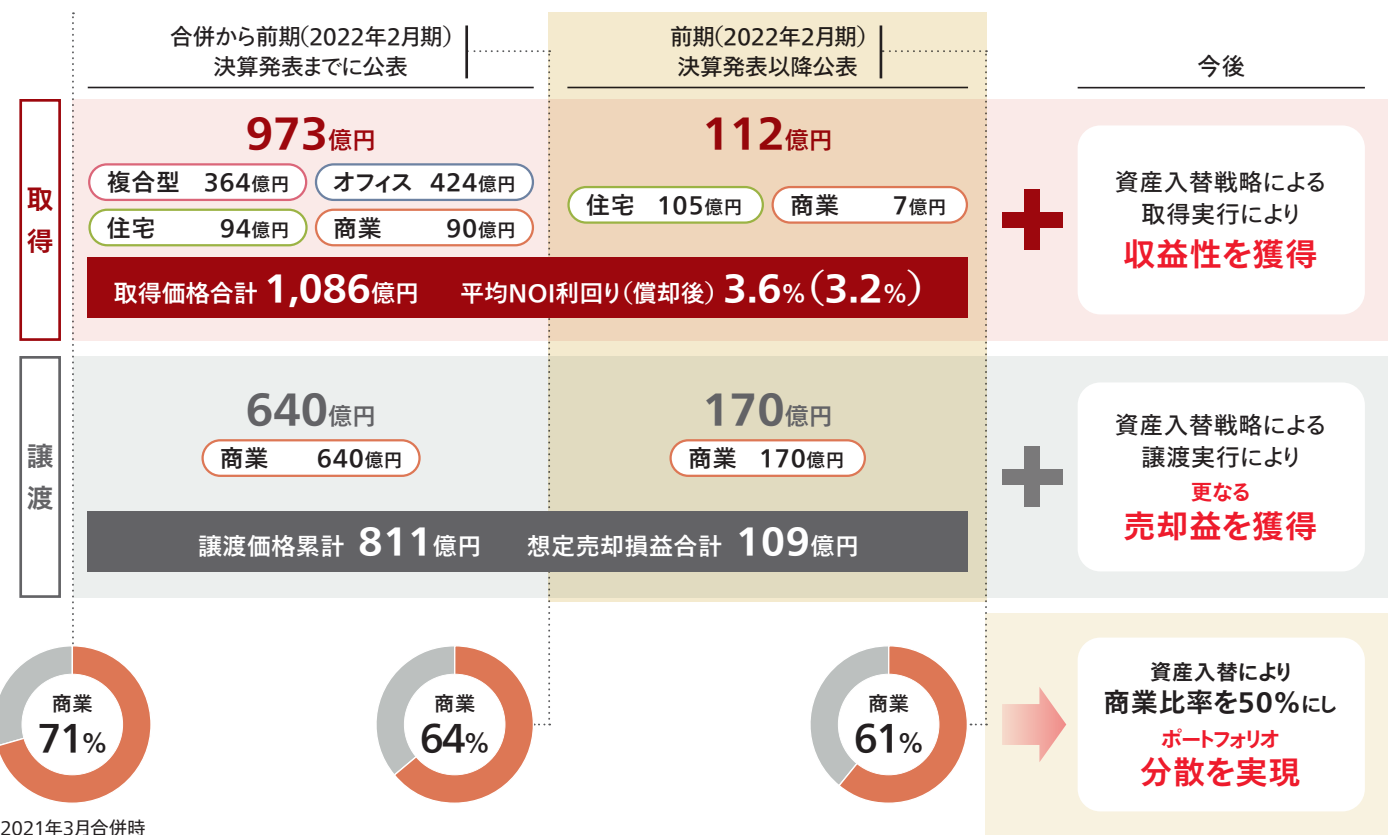 合併から前期(2022年2月期)
決算発表までに公表
前期(2022年2月期)
決算発表以降公表
今後
取得
973億円
複合型 364億円
オフィス 424億円
住宅 94億円
商業 90億円
112億円
住宅 105億円
商業 7億円
取得価格合計 1,086億円 平均NOI利回り(償却後) 3.6%(3.2%)
資産入替戦略による
取得実行により
収益性を獲得
譲渡
640億円
商業 640億円
170億円
商業 170億円
譲渡価格累計 811億円 想定売却損益合計 109億円
資産入替戦略による
譲渡実行により
更なる
売却益を獲得
商業
71%
2021年3月合併時
商業
64%
商業
61%
資産入替により
商業比率を50%にし
ポートフォリオ
分散を実現